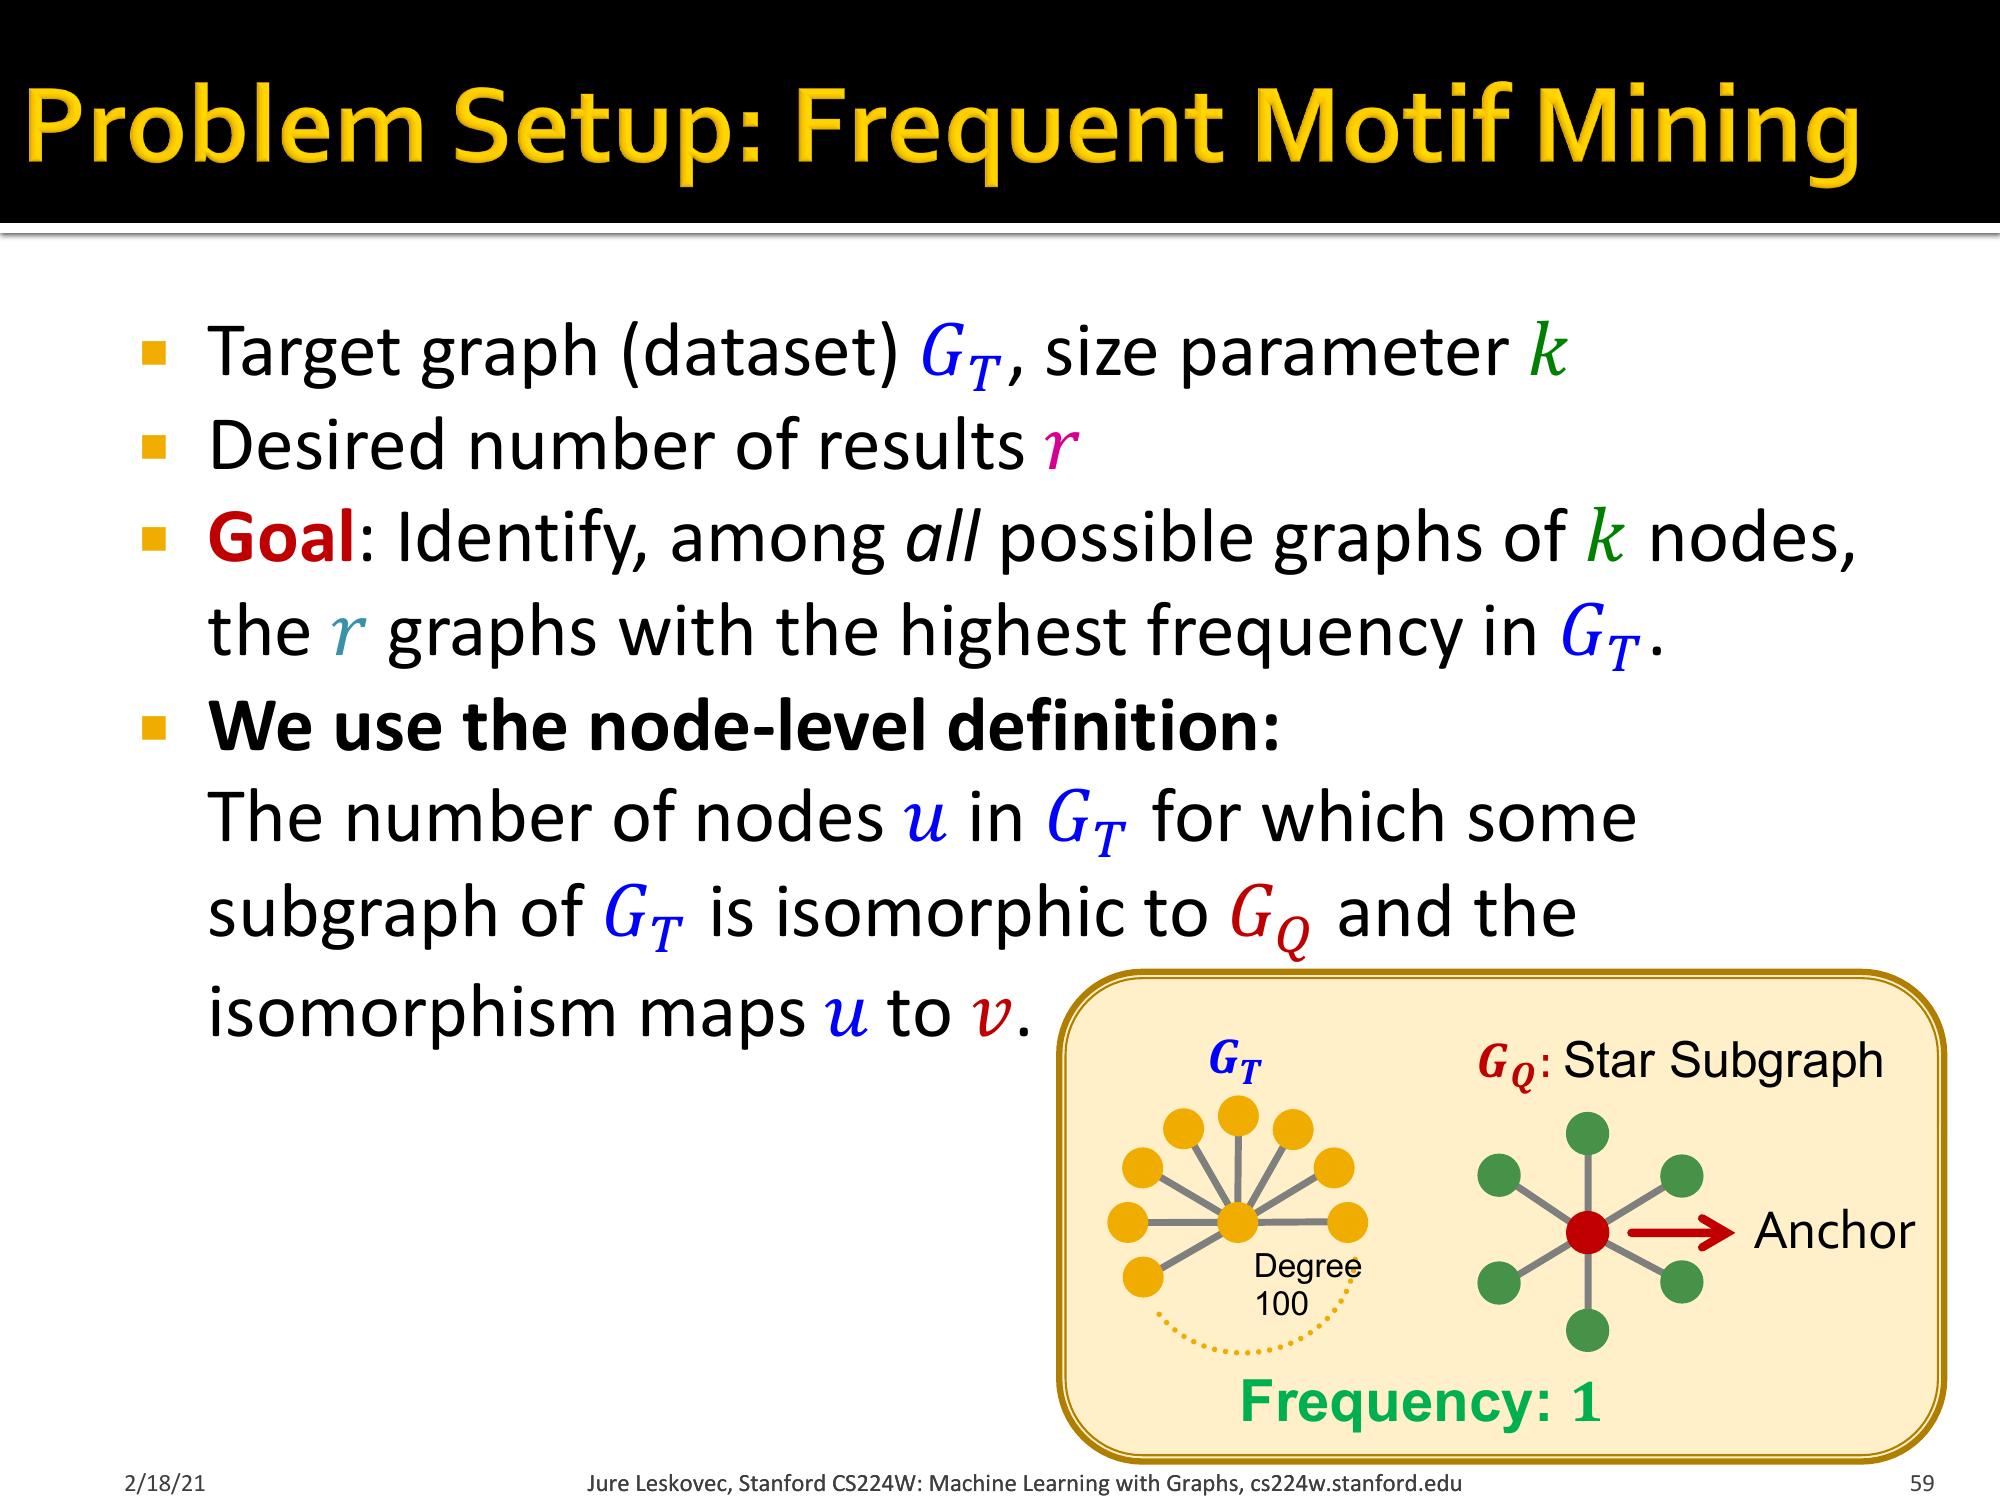 Problem Setup: Frequent Motif Mining
▪ Target graph (dataset) G_T, size parameter k
▪ Desired number of results r
▪ Goal: Identify, among all possible graphs of k nodes,
the r graphs with the highest frequency in G_T.
▪ We use the node-level definition:
The number of nodes u in G_T for which some
subgraph of G_T is isomorphic to G_Q and the
isomorphism maps u to v.
G_T
G_Q: Star Subgraph
Anchor
Degree
100
Frequency: 1
2/18/21
Jure Leskovec, Stanford CS224W: Machine Learning with Graphs, cs224w.stanford.edu
59